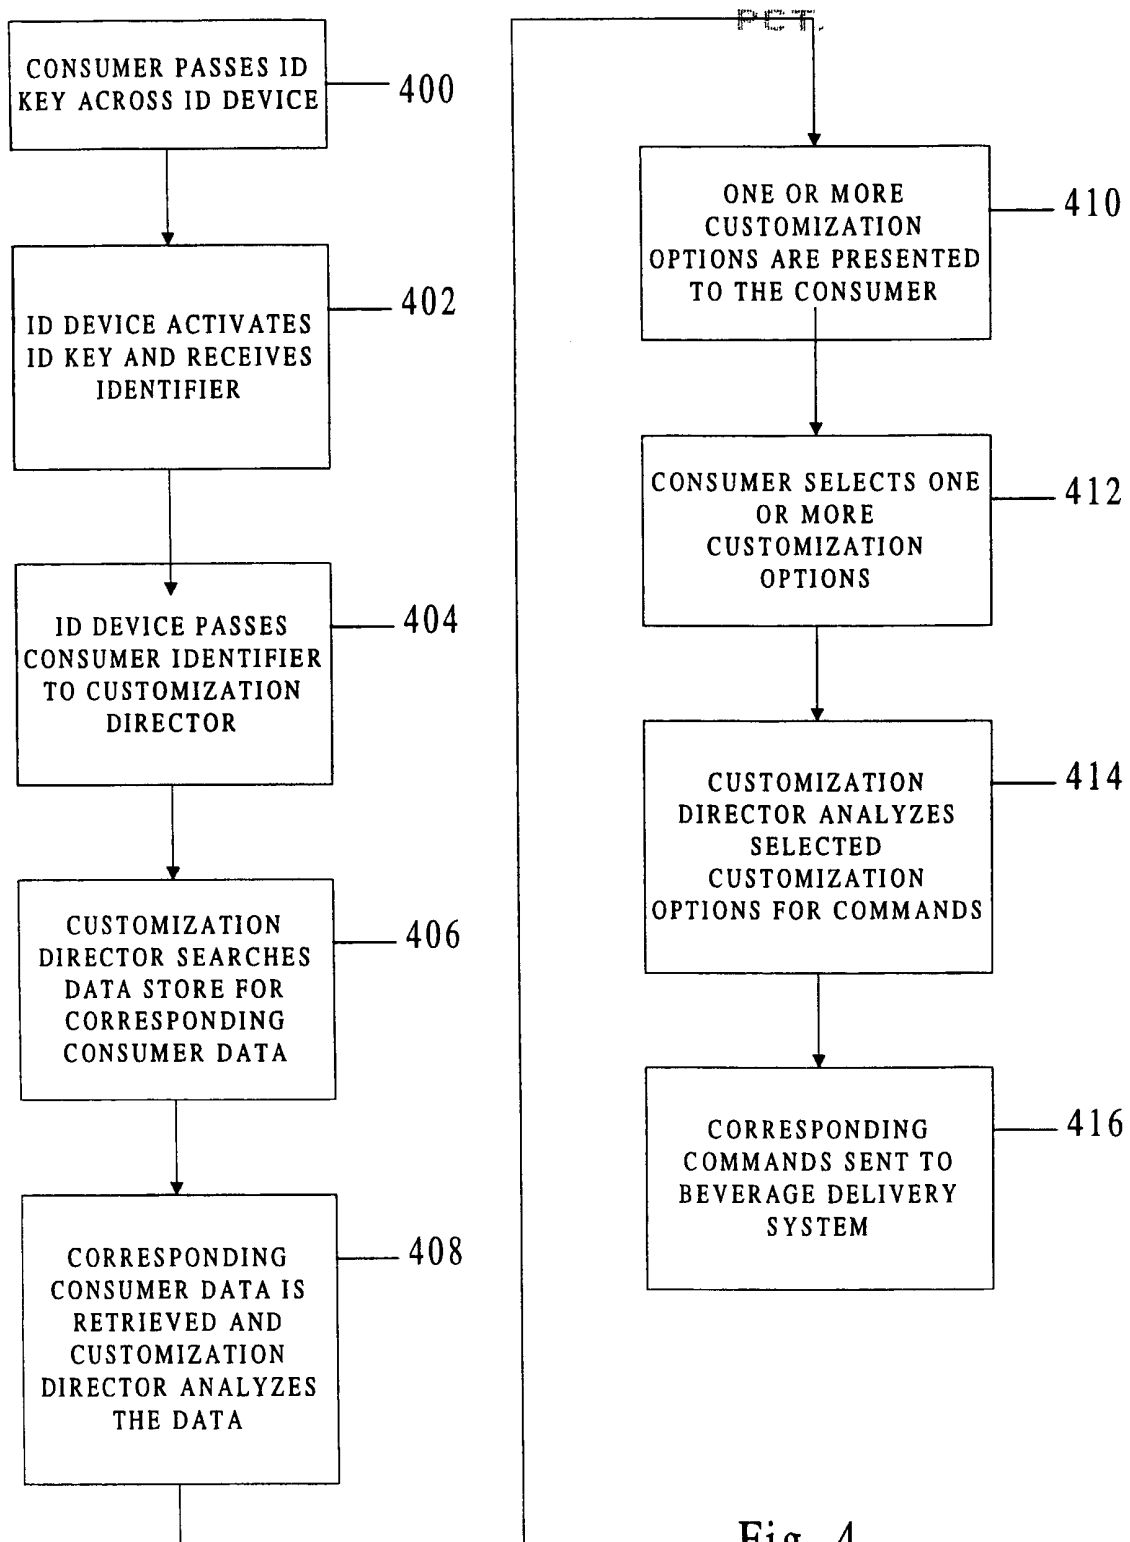 CONSUMER PASSES ID
KEY ACROSS ID DEVICE
400
ID DEVICE ACTIVATES
ID KEY AND RECEIVES
IDENTIFIER
402
ID DEVICE PASSES
CONSUMER IDENTIFIER
TO CUSTOMIZATION
DIRECTOR
404
CUSTOMIZATION
DIRECTOR SEARCHES
DATA STORE FOR
CORRESPONDING
CONSUMER DATA
406
CORRESPONDING
CONSUMER DATA IS
RETRIEVED AND
CUSTOMIZATION
DIRECTOR ANALYZES
THE DATA
408
PCT.
ONE OR MORE
CUSTOMIZATION
OPTIONS ARE PRESENTED
TO THE CONSUMER
410
CONSUMER SELECTS ONE
OR MORE
CUSTOMIZATION
OPTIONS
412
CUSTOMIZATION
DIRECTOR ANALYZES
SELECTED
CUSTOMIZATION
OPTIONS FOR COMMANDS
414
CORRESPONDING
COMMANDS SENT TO
BEVERAGE DELIVERY
SYSTEM
416
Fig. 4